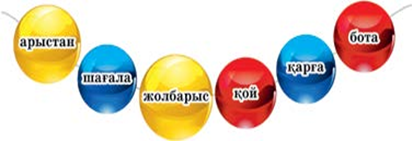 арыстан
шағала
жолбарыс
қой
қарға
бота